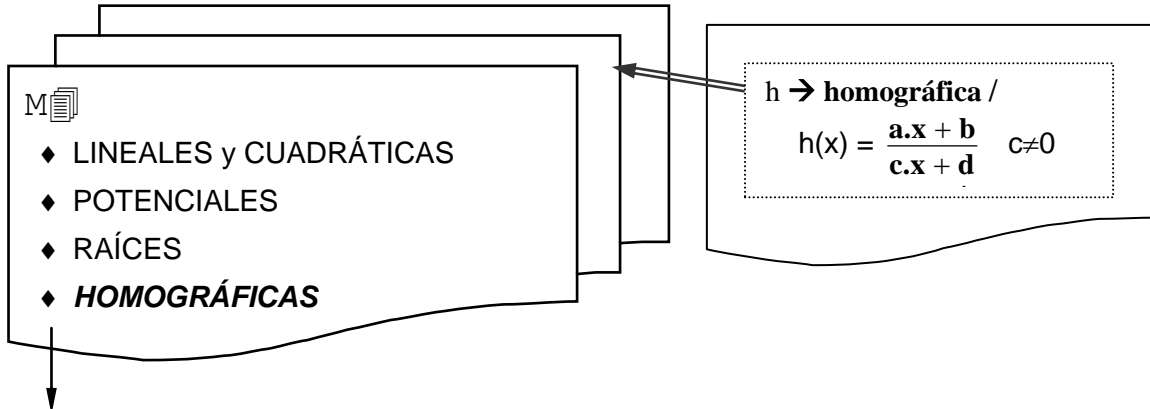 M
♦ LINEALES y CUADRÁTICAS
♦ POTENCIALES
♦ RAÍCES
♦ HOMOGRÁFICAS
h ➔ homográfica /
h(x) = a.x + b / c.x + d c≠0